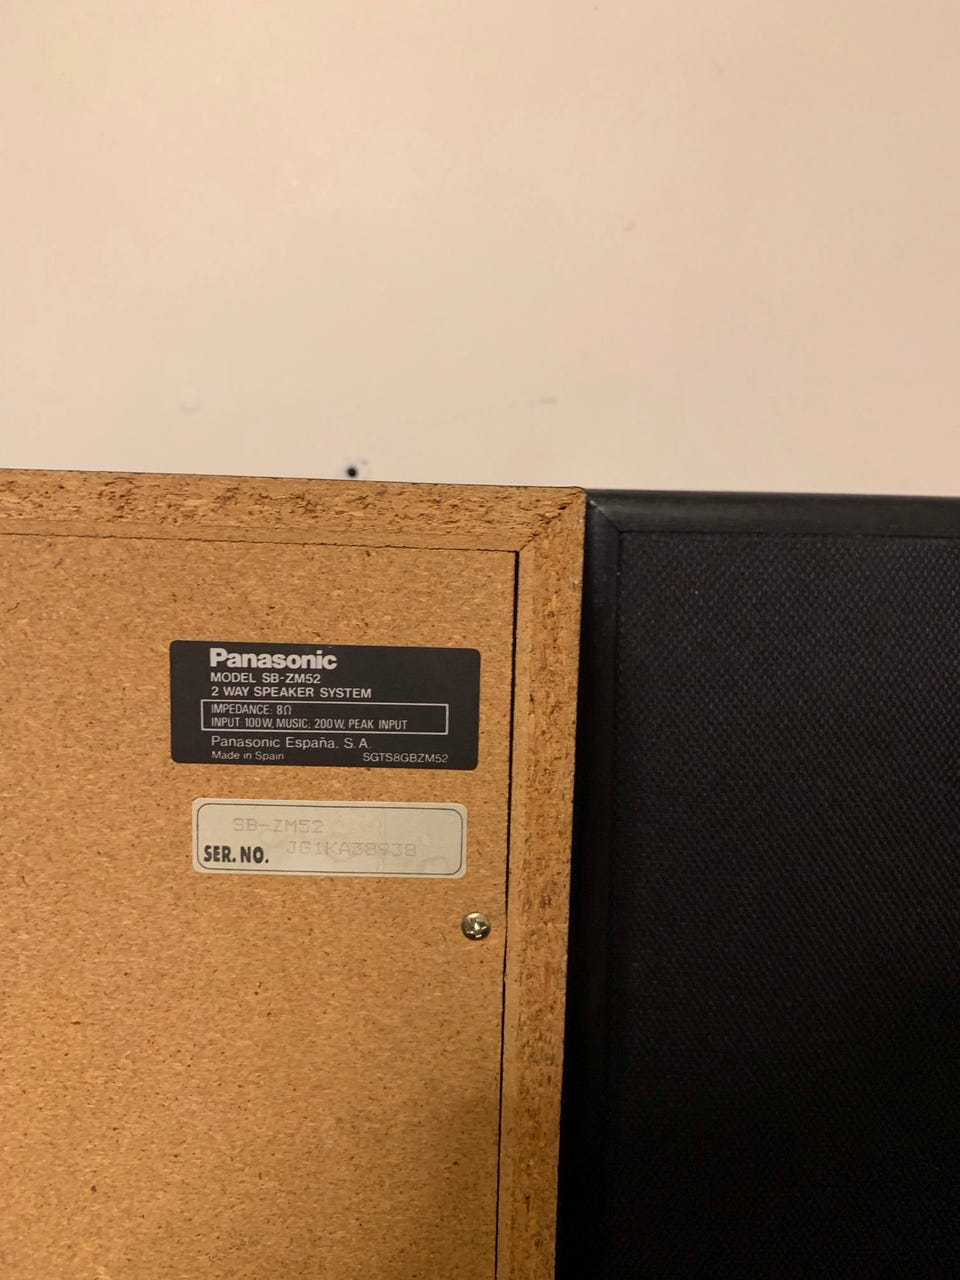 Panasonic
MODEL SB-ZM52
2 WAY SPEAKER SYSTEM
IMPEDANCE: 8Ω
INPUT 100W, MUSIC; 200W, PEAK INPUT
Panasonic España, S.A.
Made in Spain SGTS8GBZM52
SB-ZM52
SER. NO. JG1KA38938